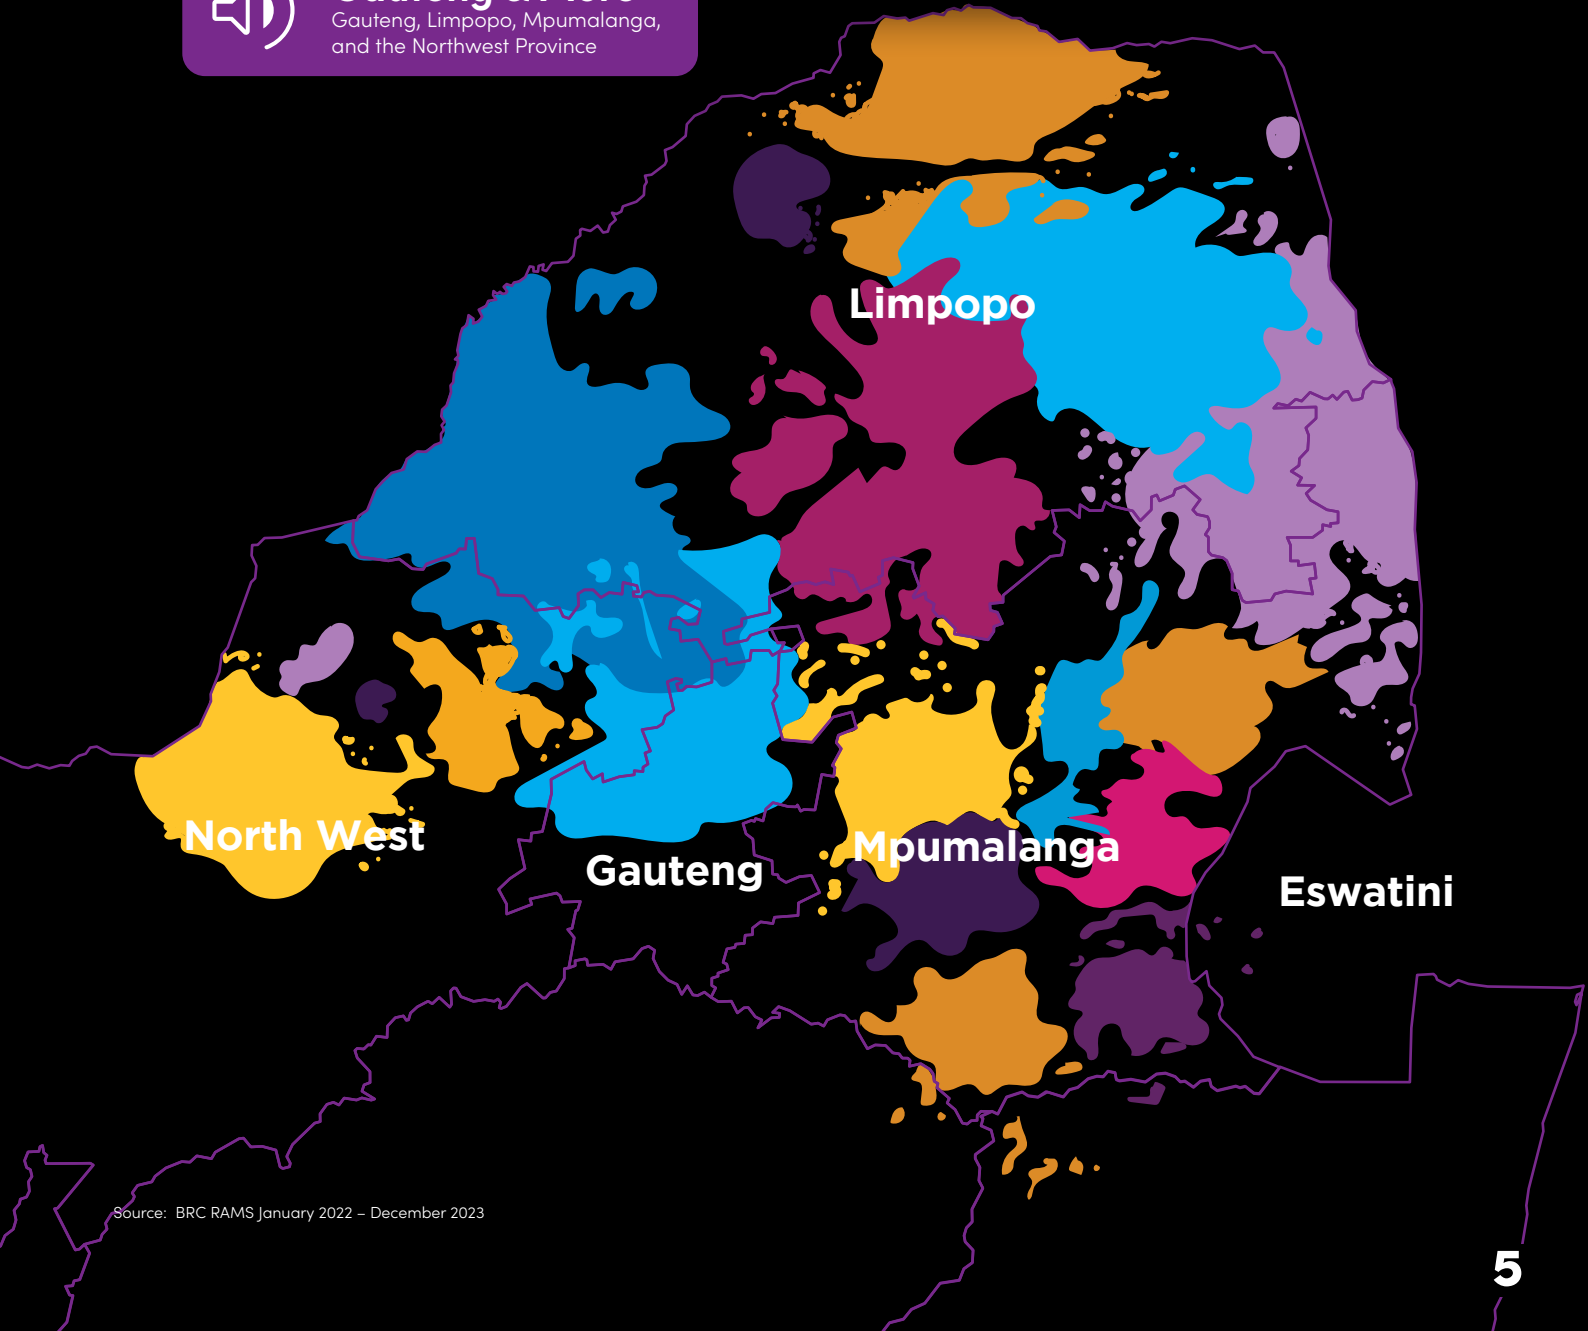 Gauteng, Limpopo, Mpumalanga,
and the Northwest Province
Limpopo
North West
Mpumalanga
Gauteng
Eswatini
Source: BRC RAMS January 2022 – December 2023
5